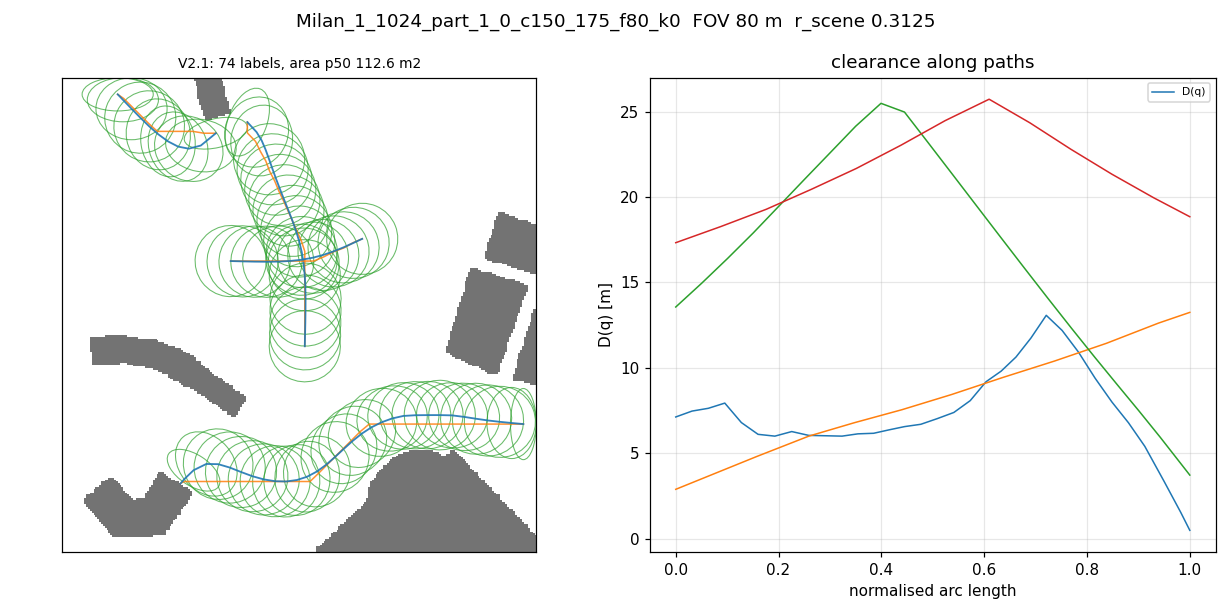 Milan_1_1024_part_1_0_c150_175_f80_k0 FOV 80 m r_scene 0.3125
V2.1: 74 labels, area p50 112.6 m2
clearance along paths
D(q)
D(q) [m]
25
20
15
10
5
0
0.0 0.2 0.4 0.6 0.8 1.0
normalised arc length